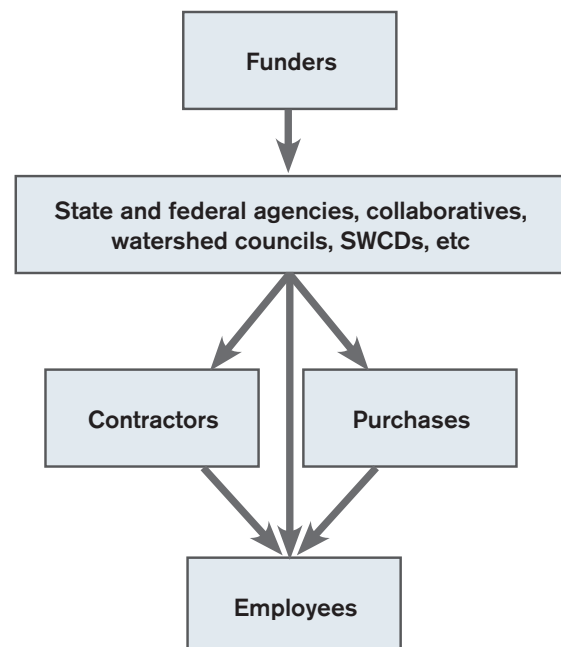 Funders
State and federal agencies, collaboratives,
watershed councils, SWCDs, etc
Contractors
Purchases
Employees